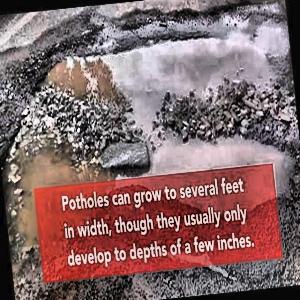 Potholes can grow to several feet
in width, though they usually only
develop to depths of a few inches.